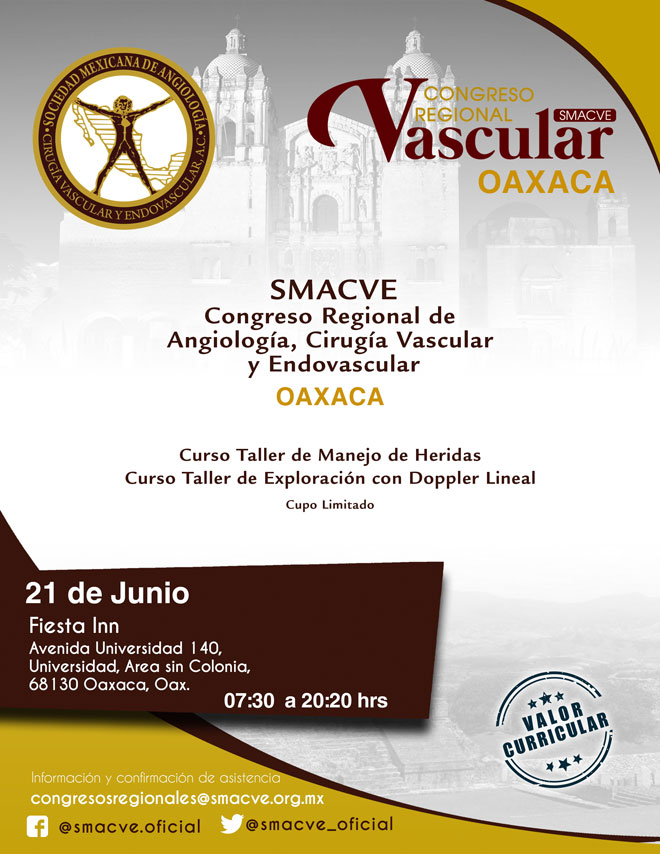 SOCIEDAD MEXICANA DE ANGIOLOGÍA
CIRUGÍA VASCULAR Y ENDOVASCULAR, A.C.
CONGRESO
REGIONAL
SMACVE
Vascular
OAXACA
SMACVE
Congreso Regional de
Angiología, Cirugía Vascular
y Endovascular
OAXACA
Curso Taller de Manejo de Heridas
Curso Taller de Exploración con Doppler Lineal
Cupo Limitado
21 de Junio
Fiesta Inn
Avenida Universidad 140,
Universidad, Area sin Colonia,
68130 Oaxaca, Oax.
07:30 a 20:20 hrs
VALOR
CURRICULAR
Información y confirmación de asistencia
congresosregionales@smacve.org.mx
@smacve.oficial
@smacve_oficial